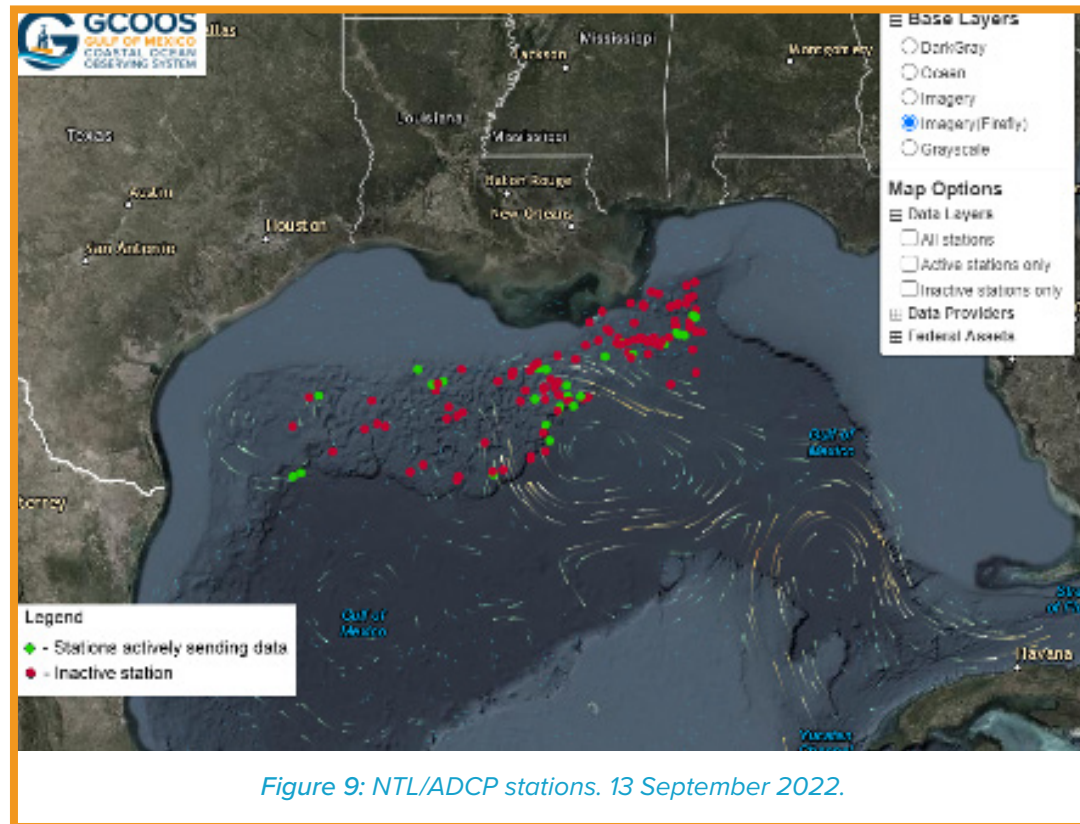 GCOOS
GULF OF MEXICO
COASTAL OCEAN
OBSERVING SYSTEM
Base Layers
DarkGray
Ocean
Imagery
Imagery(Firefly)
Grayscale
Map Options
Data Layers
All stations
Active stations only
Inactive stations only
Data Providers
Federal Assets
Mississippi
Jackson
Montgomery
Louisiana
Texas
Mississippi
Baton Rouge
Austin
New Orleans
Houston
San Antonio
Gulf of
Mexico
Gulf of
Mexico
Havana
Legend
- Stations actively sending data
- Inactive station
Figure 9: NTL/ADCP stations. 13 September 2022.